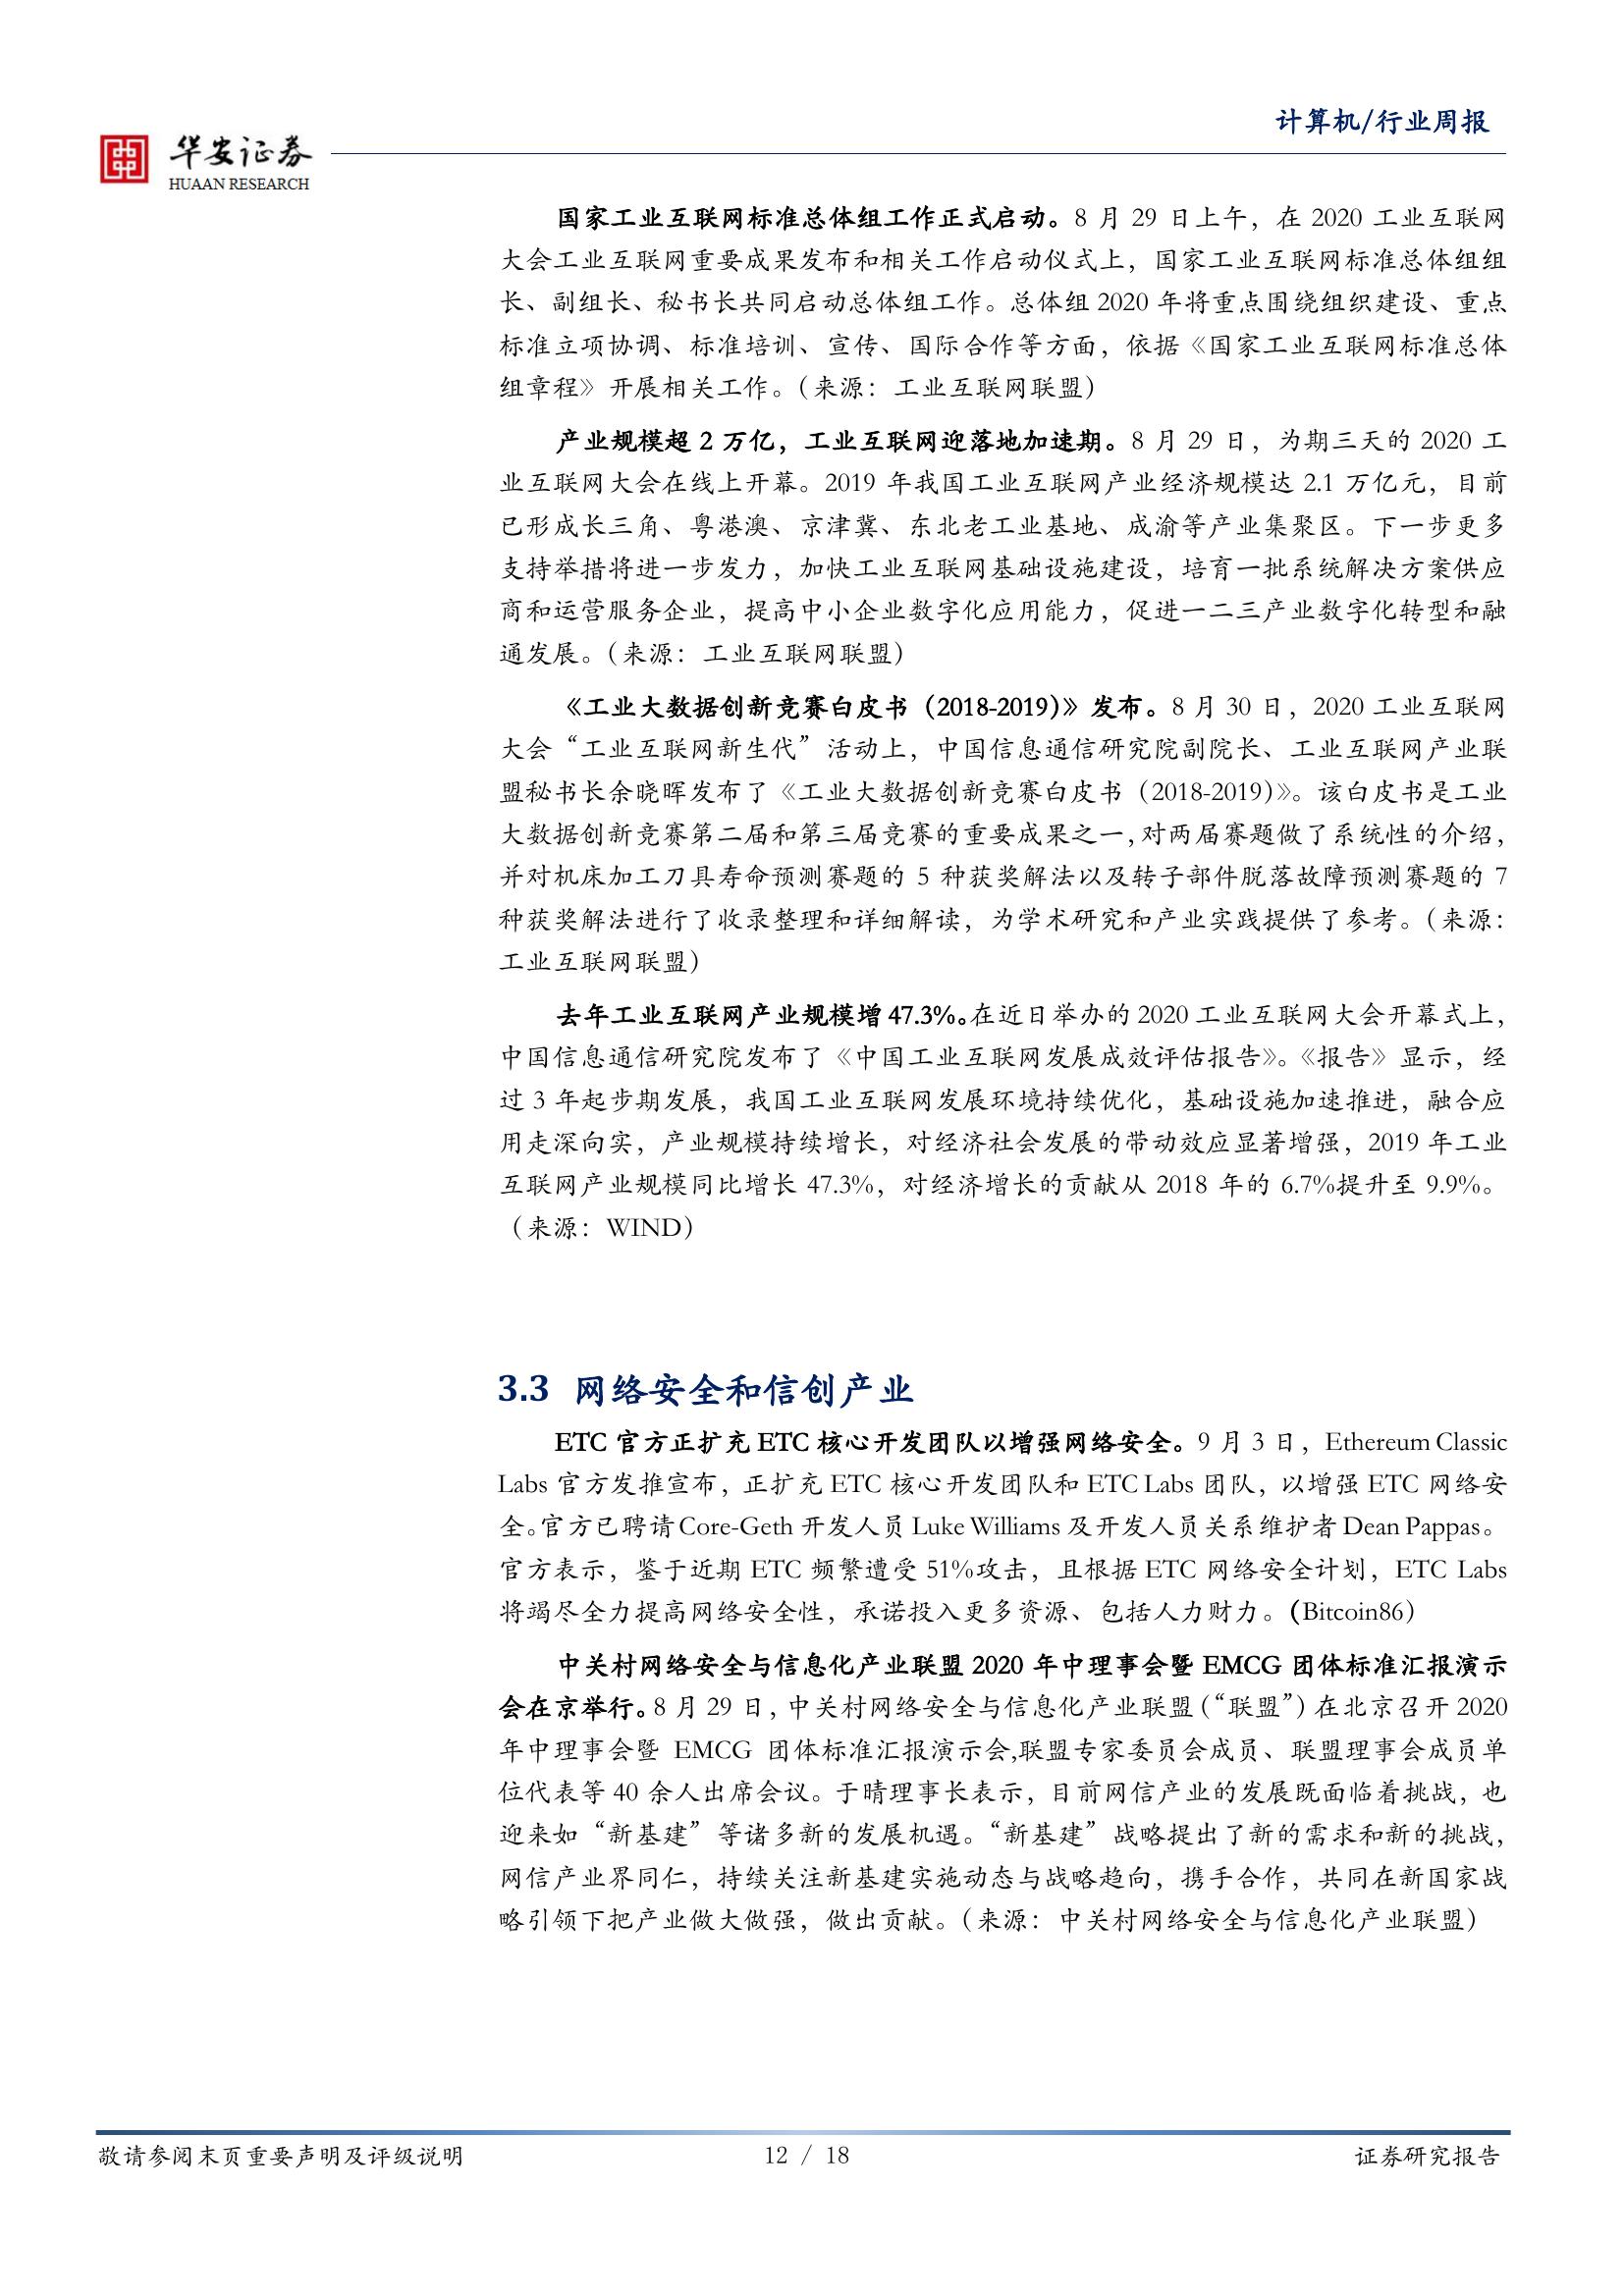 计算机/行业周报
华安证券
HUAAN RESEARCH
国家工业互联网标准总体组工作正式启动。8 月 29 日上午，在 2020 工业互联网
大会工业互联网重要成果发布和相关工作启动仪式上，国家工业互联网标准总体组组
长、副组长、秘书长共同启动总体组工作。总体组 2020 年将重点围绕组织建设、重点
标准立项协调、标准培训、宣传、国际合作等方面，依据《国家工业互联网标准总体
组章程》开展相关工作。（来源：工业互联网联盟）
产业规模超 2 万亿，工业互联网迎落地加速期。8 月 29 日，为期三天的 2020 工
业互联网大会在线上开幕。2019 年我国工业互联网产业经济规模达 2.1 万亿元，目前
已形成长三角、粤港澳、京津冀、东北老工业基地、成渝等产业集聚区。下一步更多
支持举措将进一步发力，加快工业互联网基础设施建设，培育一批系统解决方案供应
商和运营服务企业，提高中小企业数字化应用能力，促进一二三产业数字化转型和融
通发展。（来源：工业互联网联盟）
《工业大数据创新竞赛白皮书（2018-2019）》发布。8 月 30 日，2020 工业互联网
大会“工业互联网新生代”活动上，中国信息通信研究院副院长、工业互联网产业联
盟秘书长余晓晖发布了《工业大数据创新竞赛白皮书（2018-2019）》。该白皮书是工业
大数据创新竞赛第二届和第三届竞赛的重要成果之一，对两届赛题做了系统性的介绍，
并对机床加工刀具寿命预测赛题的 5 种获奖解法以及转子部件脱落故障预测赛题的 7
种获奖解法进行了收录整理和详细解读，为学术研究和产业实践提供了参考。（来源：
工业互联网联盟）
去年工业互联网产业规模增 47.3%。在近日举办的 2020 工业互联网大会开幕式上，
中国信息通信研究院发布了《中国工业互联网发展成效评估报告》。《报告》显示，经
过 3 年起步期发展，我国工业互联网发展环境持续优化，基础设施加速推进，融合应
用走深向实，产业规模持续增长，对经济社会发展的带动效应显著增强，2019 年工业
互联网产业规模同比增长 47.3%，对经济增长的贡献从 2018 年的 6.7%提升至 9.9%。
（来源：WIND）
3.3 网络安全和信创产业
ETC 官方正扩充 ETC 核心开发团队以增强网络安全。9 月 3 日，Ethereum Classic
Labs 官方发推宣布，正扩充 ETC 核心开发团队和 ETC Labs 团队，以增强 ETC 网络安
全。官方已聘请 Core-Geth 开发人员 Luke Williams 及开发人员关系维护者 Dean Pappas。
官方表示，鉴于近期 ETC 频繁遭受 51%攻击，且根据 ETC 网络安全计划，ETC Labs
将竭尽全力提高网络安全性，承诺投入更多资源、包括人力财力。（Bitcoin86）
中关村网络安全与信息化产业联盟 2020 年中理事会暨 EMCG 团体标准汇报演示
会在京举行。8 月 29 日，中关村网络安全与信息化产业联盟（“联盟”）在北京召开 2020
年中理事会暨 EMCG 团体标准汇报演示会,联盟专家委员会成员、联盟理事会成员单
位代表等 40 余人出席会议。于晴理事长表示，目前网信产业的发展既面临着挑战，也
迎来如“新基建”等诸多新的发展机遇。“新基建”战略提出了新的需求和新的挑战，
网信产业界同仁，持续关注新基建实施动态与战略趋向，携手合作，共同在新国家战
略引领下把产业做大做强，做出贡献。（来源：中关村网络安全与信息化产业联盟）
敬请参阅末页重要声明及评级说明
12 / 18
证券研究报告